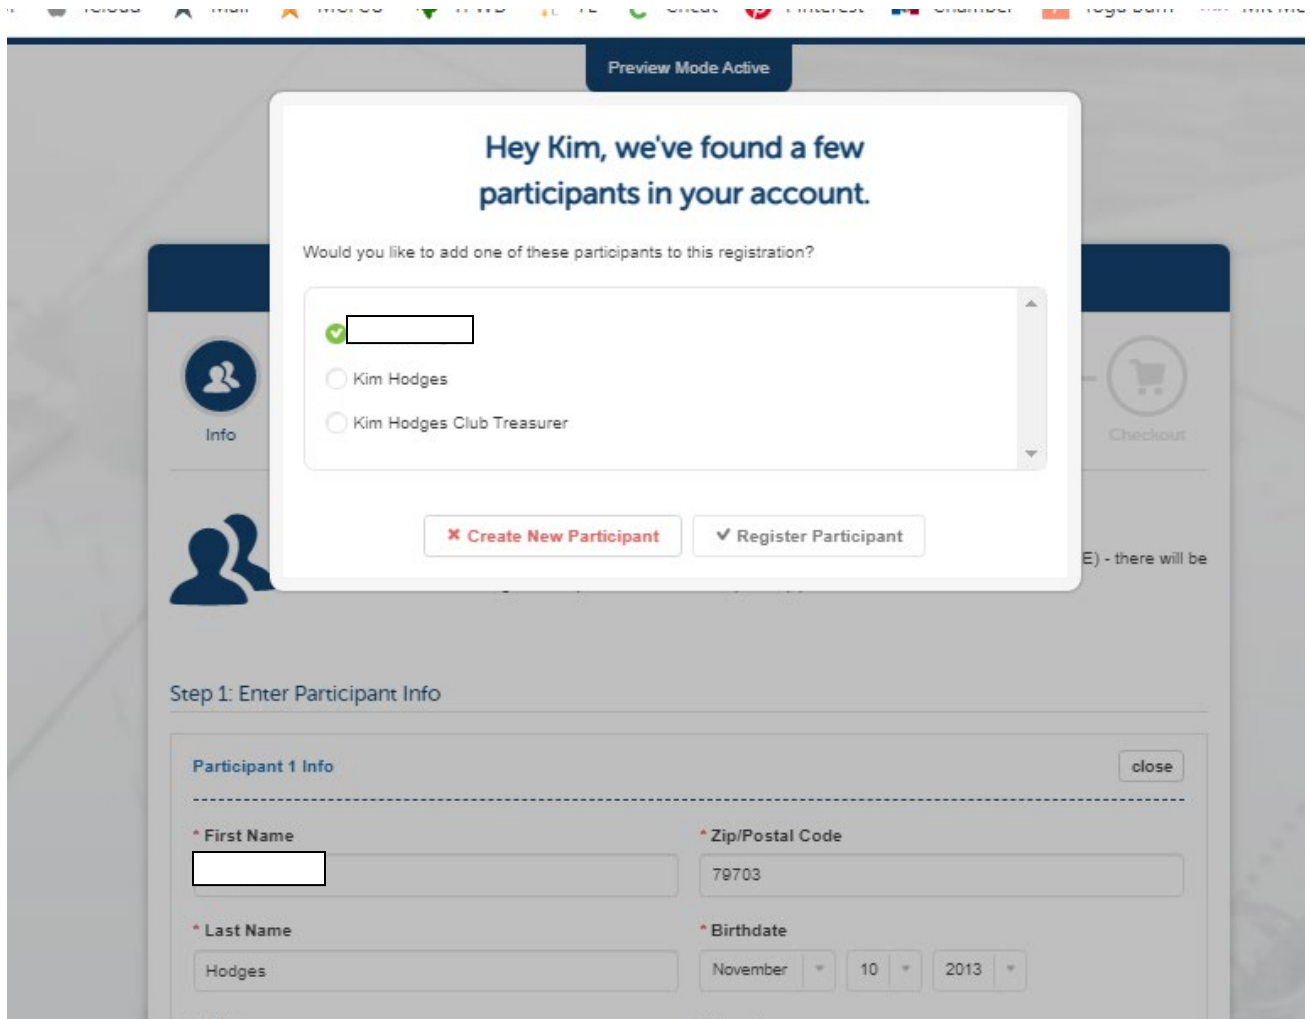 Preview Mode Active
Hey Kim, we've found a few
participants in your account.
Would you like to add one of these participants to this registration?
Kim Hodges
Kim Hodges Club Treasurer
Create New Participant
Register Participant
Info
Checkout
E) - there will be
Step 1: Enter Participant Info
Participant 1 Info
close
* First Name
* Zip/Postal Code
79703
* Last Name
* Birthdate
Hodges
November 10 2013